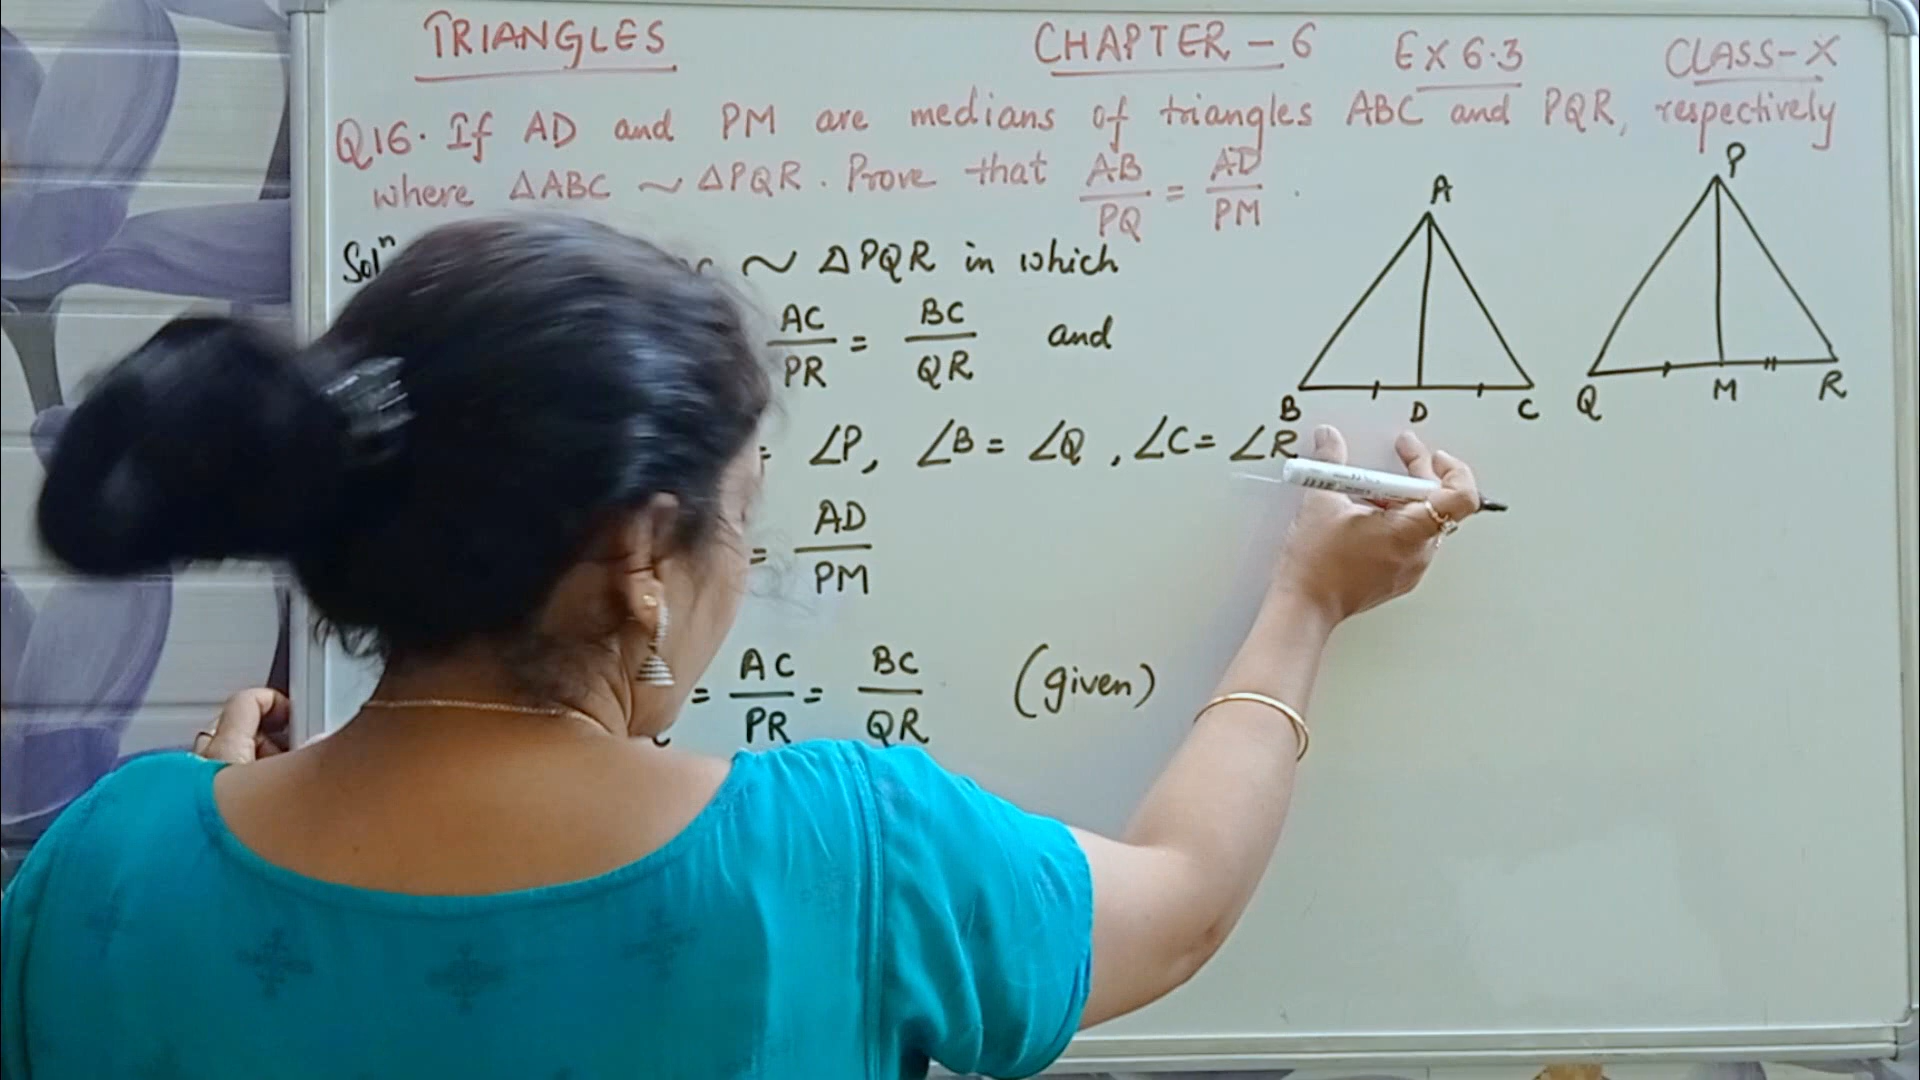 TRIANGLES CHAPTER - 6 EX 6.3 CLASS-X
Q16. If AD and PM are medians of triangles ABC and PQR, respectively
where ΔABC ~ ΔPQR. Prove that AB/PQ = AD/PM.
Solⁿ ~ ΔPQR in which
AC/PR = BC/QR and
= ∠P, ∠B = ∠Q, ∠C = ∠R
= AD/PM
= AC/PR = BC/QR (given)
A
B D C
P
Q M R